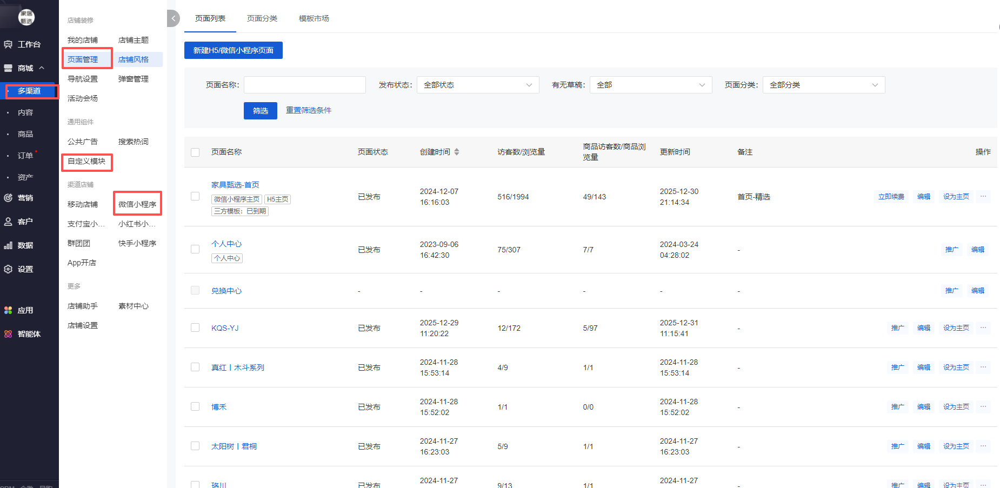 家居
甄选
工作台
商城
多渠道
内容
商品
订单
资产
营销
客户
数据
设置
应用
智能体
店铺装修
我的店铺 店铺主题
页面管理 店铺风格
导航设置 弹窗管理
活动会场
通用组件
公共广告 搜索热词
自定义模块
渠道店铺
移动店铺 微信小程序
支付宝小... 小红书小...
群团团 快手小程序
App开店
更多
店铺助手 素材中心
店铺设置
页面列表 页面分类 模板市场
新建H5/微信小程序页面
页面名称: 发布状态: 全部状态 有无草稿: 全部 页面分类: 全部分类
筛选 重置筛选条件
页面名称 页面状态 创建时间 访客数/浏览量 商品访客数/商品浏览量 更新时间 备注 操作
家具甄选-首页
微信小程序主页 H5主页
三方模板：已到期
已发布 2024-12-07 16:16:03 516/1994 49/143 2025-12-30 21:14:34 首页-精选 立即续费 编辑 设为主页 ...
个人中心
个人中心
已发布 2023-09-06 16:42:30 75/307 7/7 2024-03-24 04:28:02 - 推广 编辑
兑换中心 - - - - - - 推广 编辑
KQS-YJ 已发布 2025-12-29 11:20:22 12/172 5/97 2025-12-31 11:15:41 - 推广 编辑 设为主页 ...
真红丨木斗系列 已发布 2024-11-28 15:53:14 4/9 1/1 2024-11-28 15:53:14 - 推广 编辑 设为主页 ...
博禾 已发布 2024-11-28 15:52:02 1/1 0/0 2024-11-28 15:52:02 - 推广 编辑 设为主页 ...
太阳树丨君桐 已发布 2024-11-27 16:23:03 5/9 1/1 2024-11-27 16:23:03 - 推广 编辑 设为主页 ...
珞川 已发布 2024-11-27 9/13 1/1 2024-11-27 - 推广 编辑 设为主页 ...